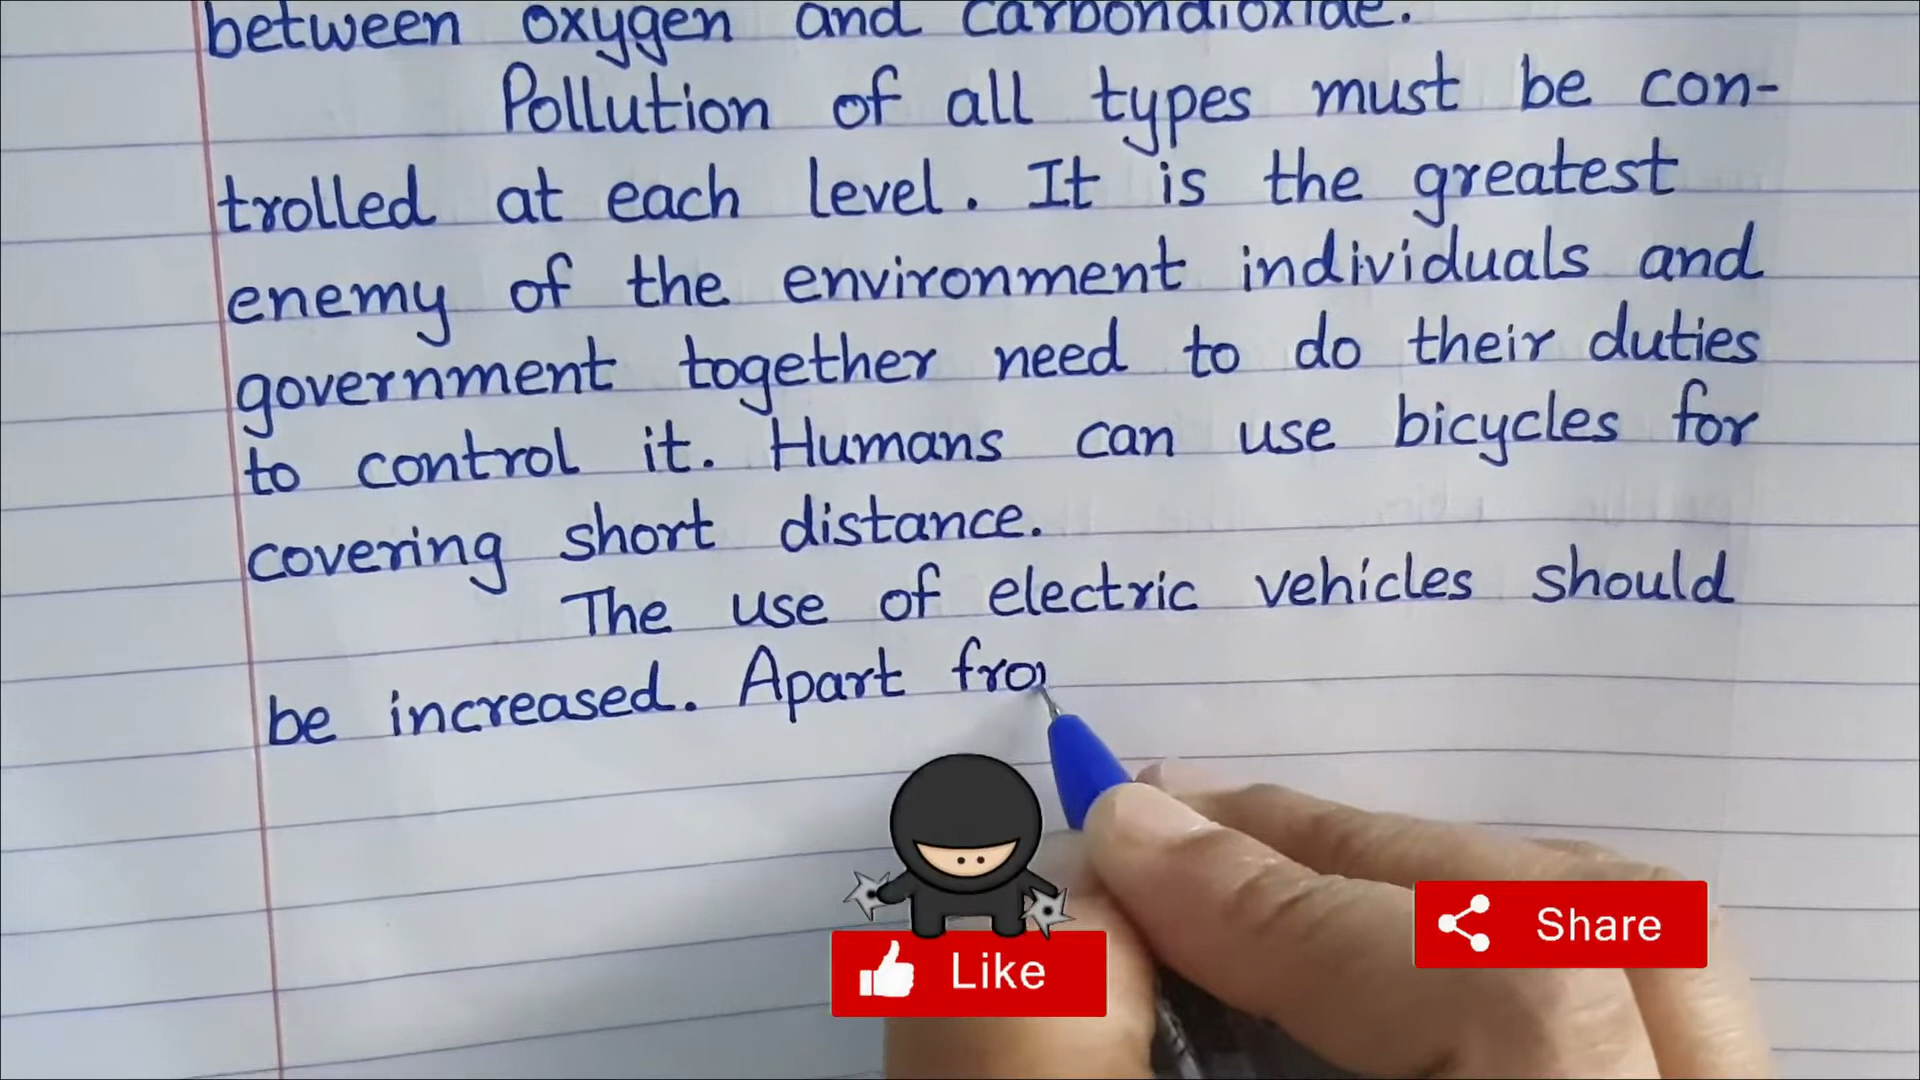 between oxygen and carbondioxide.
Pollution of all types must be con-
trolled at each level. It is the greatest
enemy of the environment individuals and
government together need to do their duties
to control it. Humans can use bicycles for
covering short distance.
The use of electric vehicles should
be increased. Apart fro
Like
Share